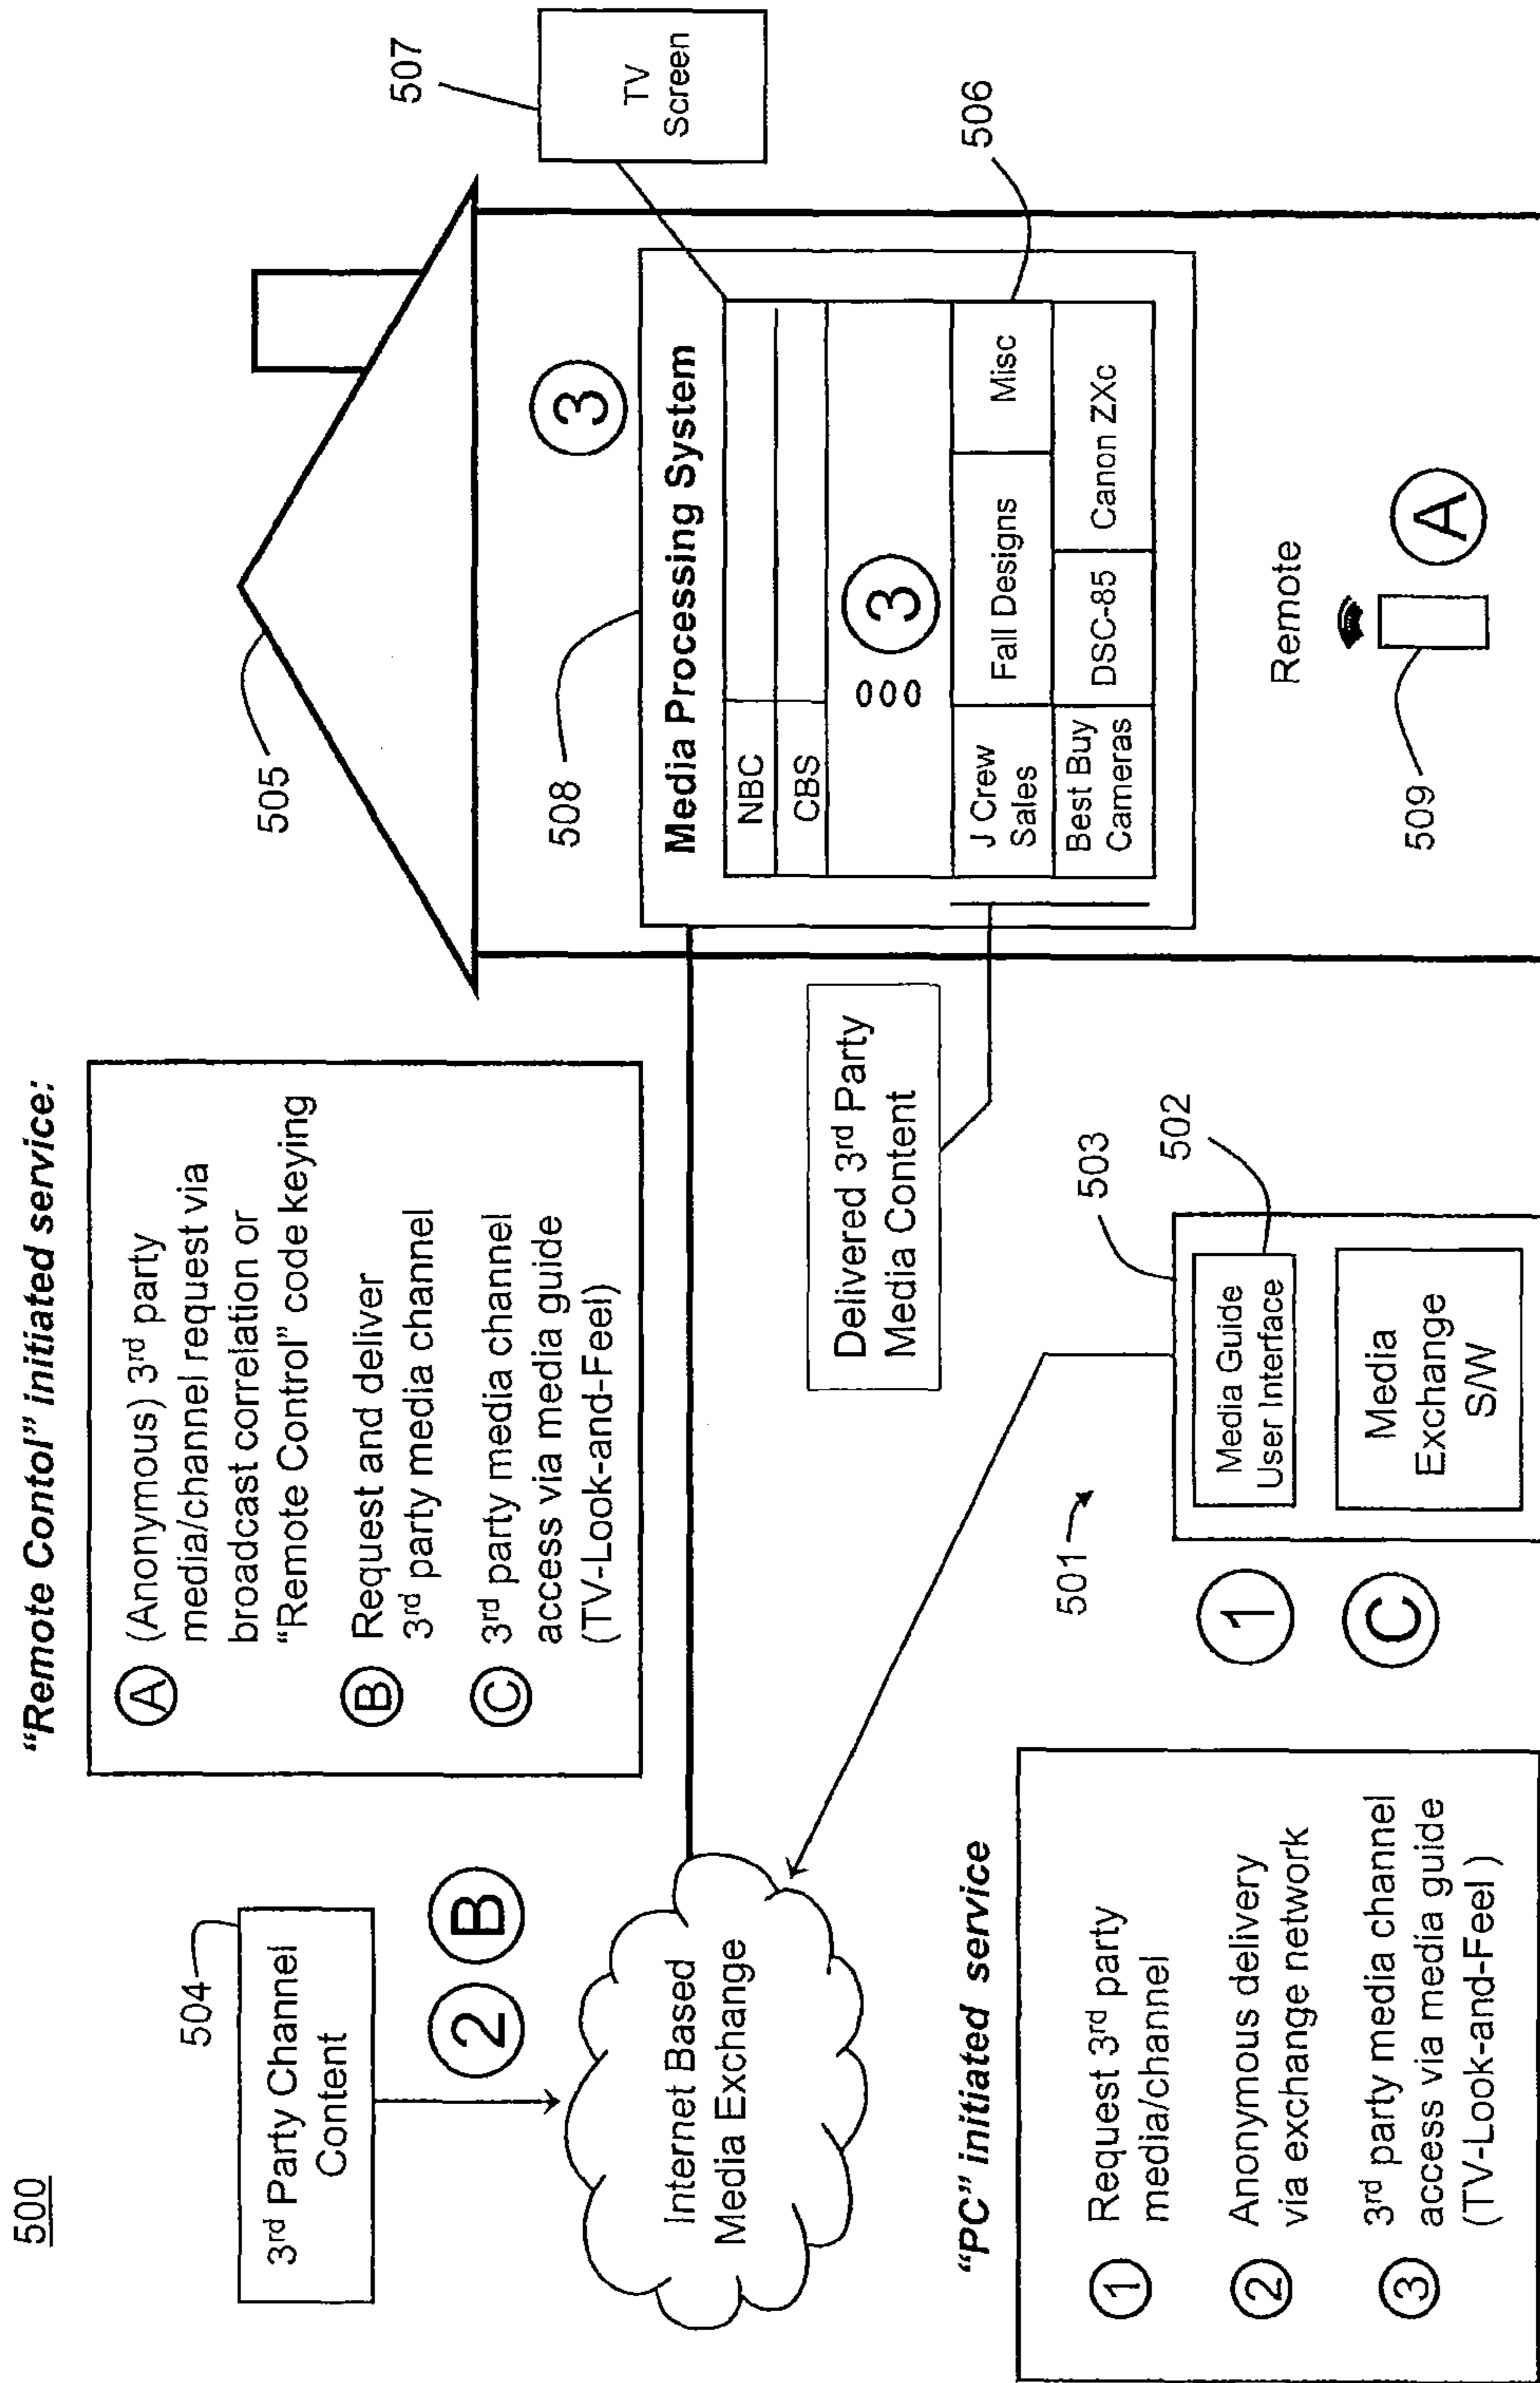 500
"Remote Contol" initiated service:
504
3rd Party Channel
Content
2
B
Internet Based
Media Exchange
A
(Anonymous) 3rd party
media/channel request via
broadcast correlation or
"Remote Control" code keying
B
Request and deliver
3rd party media channel
C
3rd party media channel
access via media guide
(TV-Look-and-Feel)
505
507
TV
Screen
3
508
Media Processing System
NBC
CBS
ooo
3
J Crew
Sales
Fall Designs
Misc
Best Buy
Cameras
DSC-85
Canon ZXc
506
Delivered 3rd Party
Media Content
Remote
509
A
"PC" initiated service
1
Request 3rd party
media/channel
2
Anonymous delivery
via exchange network
3
3rd party media channel
access via media guide
(TV-Look-and-Feel )
501
503
502
1
C
Media Guide
User Interface
Media
Exchange
S/W